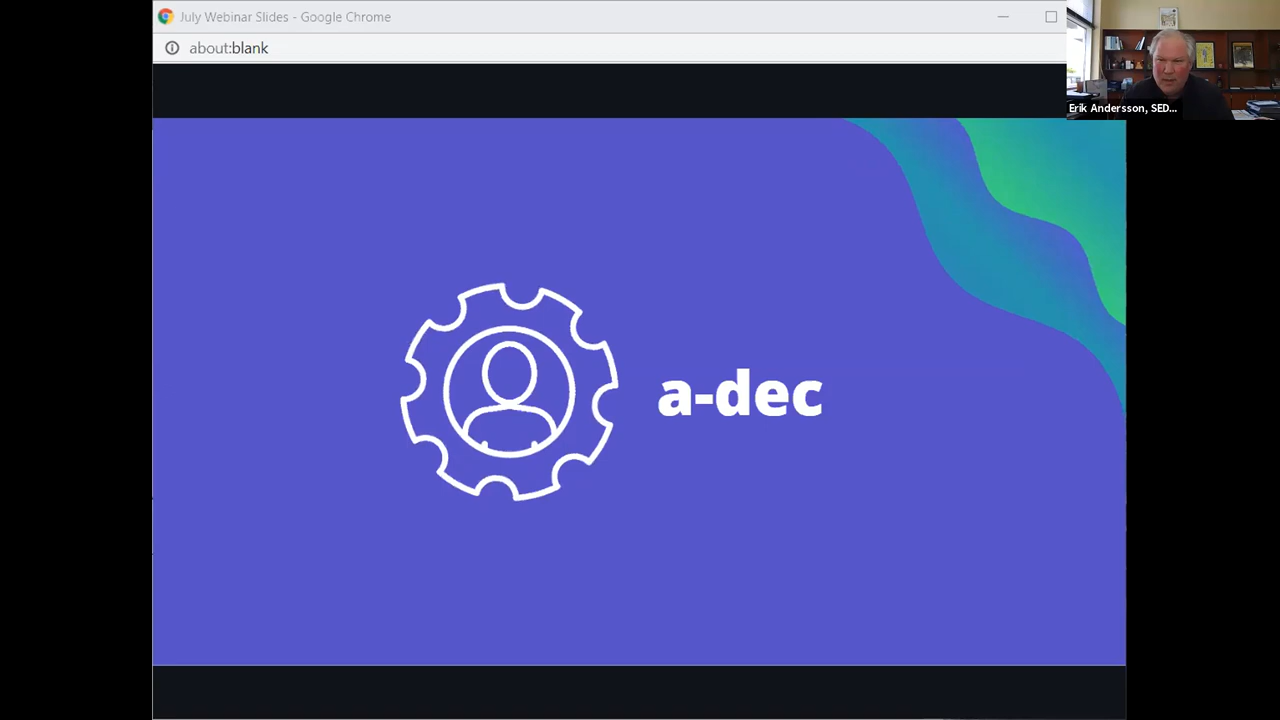 July Webinar Slides - Google Chrome
about:blank
Erik Andersson, SED...
a-dec